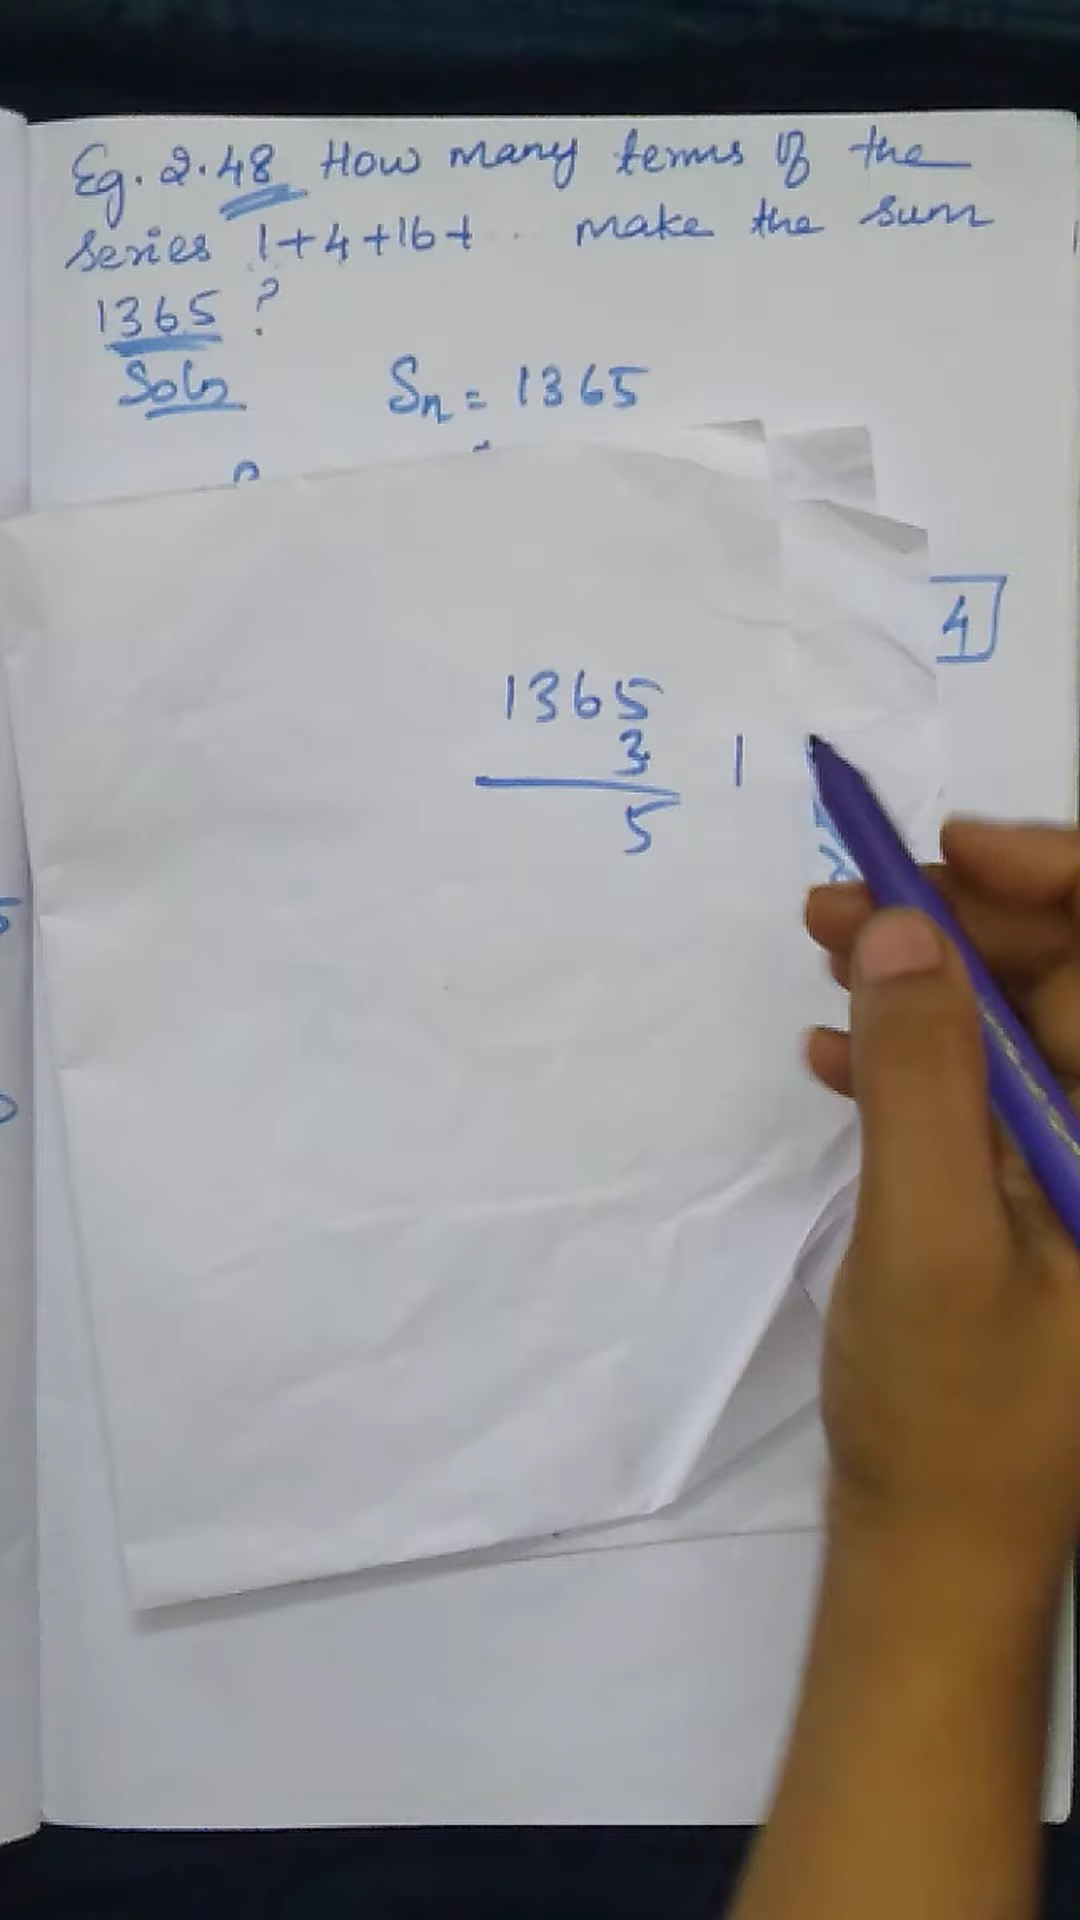 Eg. 2.48 How many terms of the
series 1+4+16+ .. make the sum
1365 ?
Soln Sn = 1365
4
1365
3 1
5